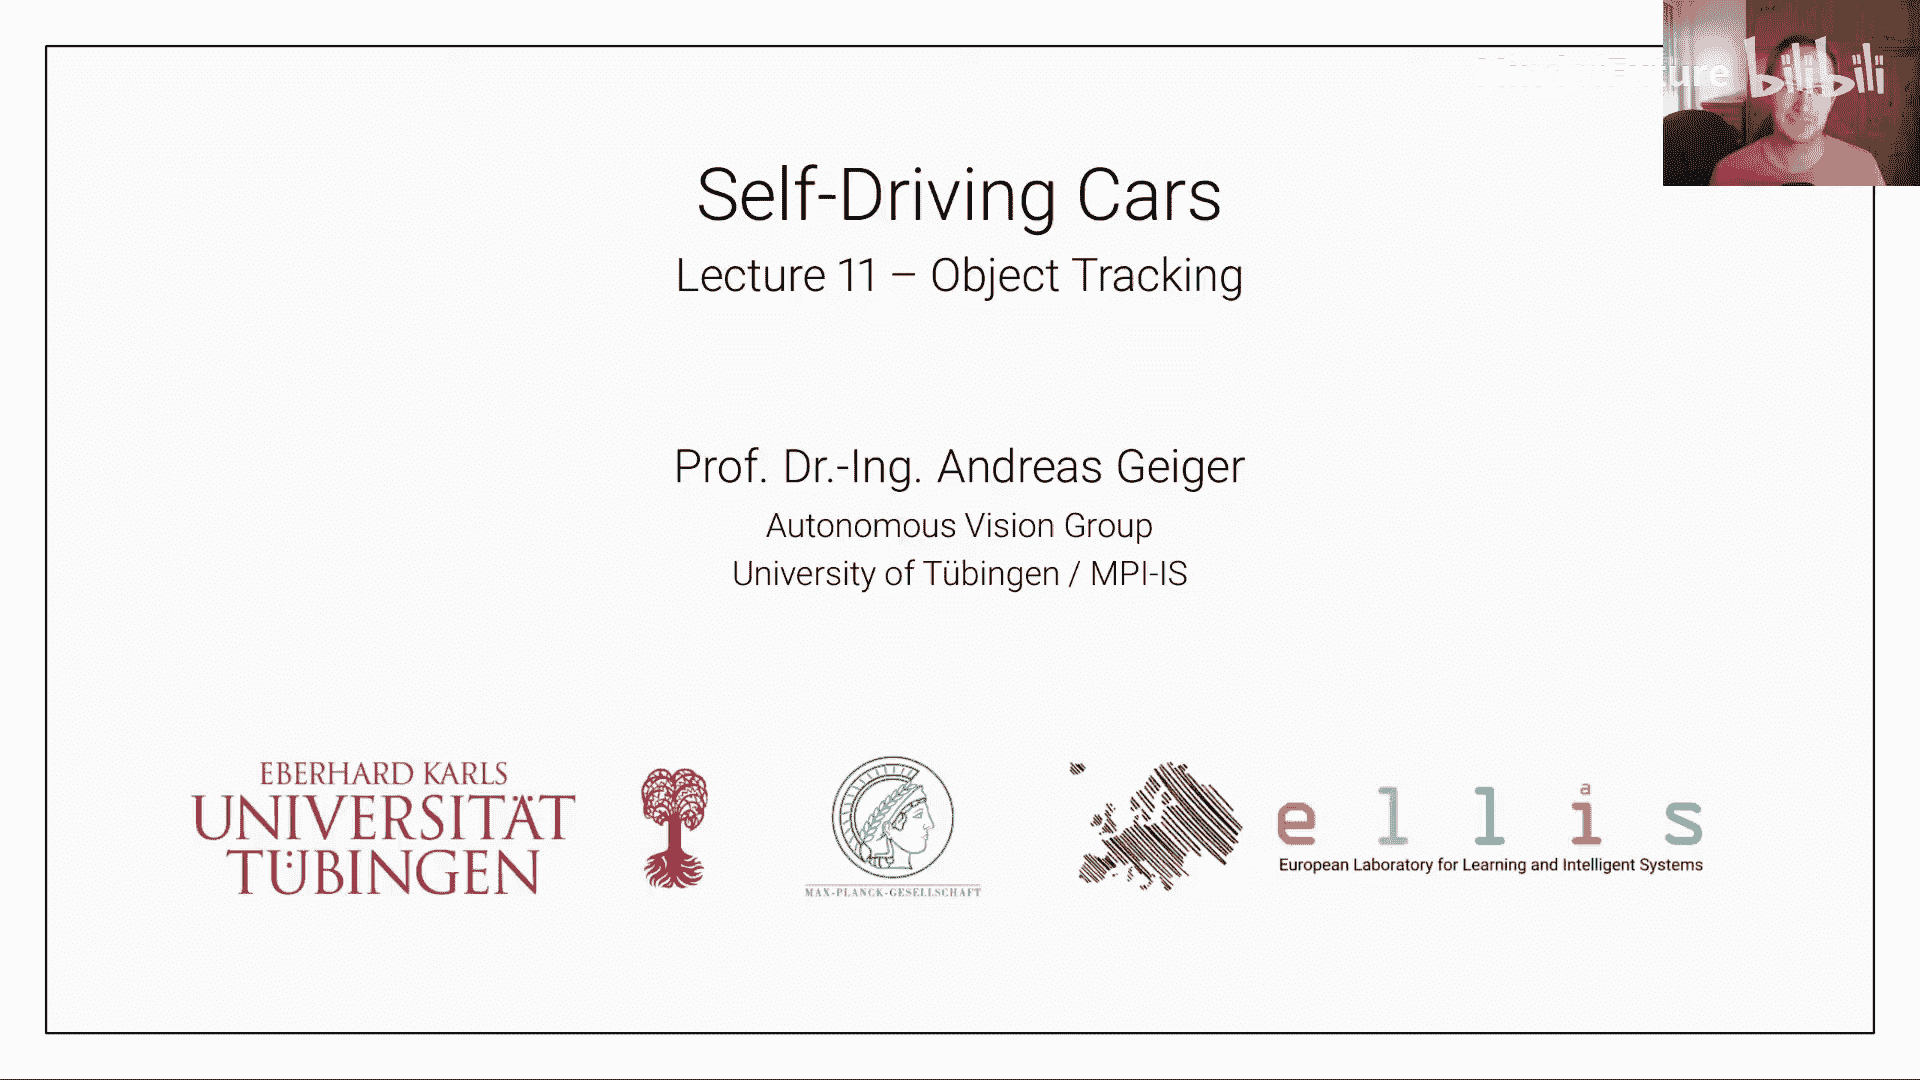 bilibili
Self-Driving Cars
Lecture 11 – Object Tracking
Prof. Dr.-Ing. Andreas Geiger
Autonomous Vision Group
University of Tübingen / MPI-IS
EBERHARD KARLS
UNIVERSITÄT
TÜBINGEN
MAX-PLANCK-GESELLSCHAFT
ellis
a
European Laboratory for Learning and Intelligent Systems